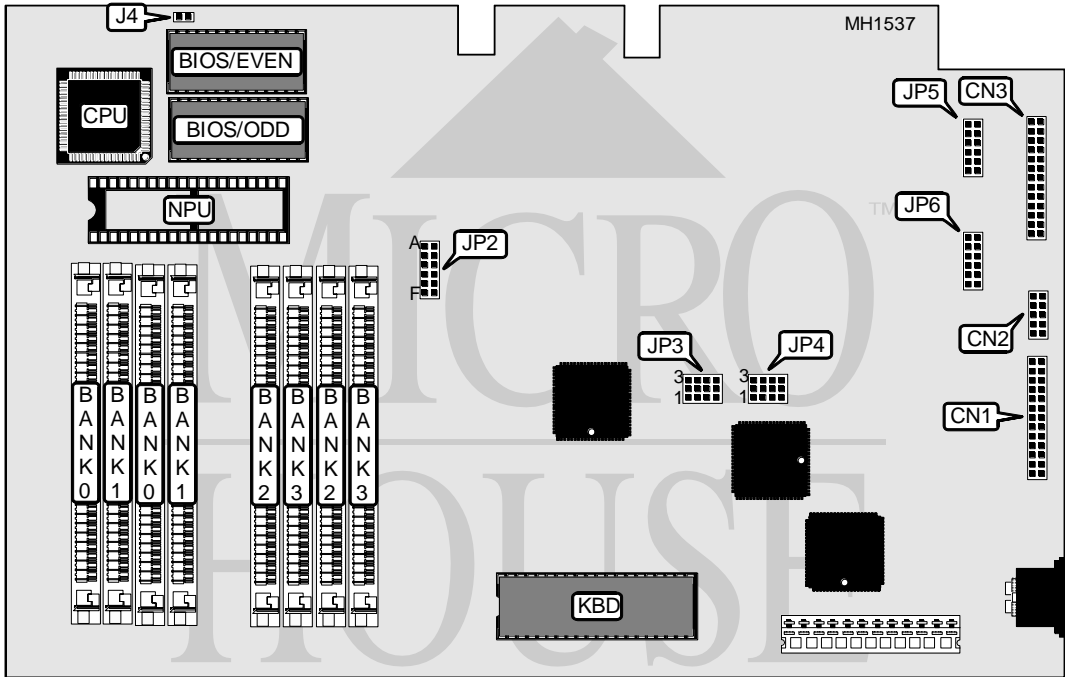 J4
MH1537
BIOS/EVEN
CPU
BIOS/ODD
JP5
CN3
NPU
JP6
TM
A
JP2
F
CN2
JP3
JP4
3
1
3
1
CN1
BANK0
BANK1
BANK0
BANK1
BANK2
BANK3
BANK2
BANK3
MICRO
HOUSE
KBD